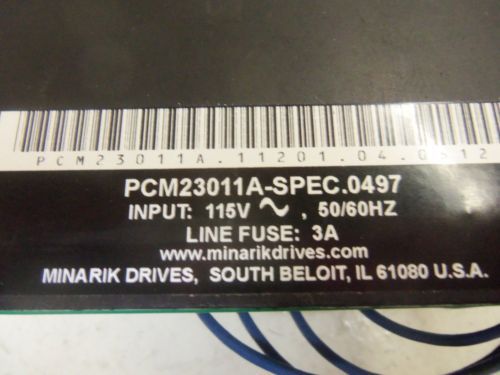 PCM23011A.11201.04.0512
PCM23011A-SPEC.0497
INPUT: 115V ~ , 50/60HZ
LINE FUSE: 3A
www.minarikdrives.com
MINARIK DRIVES, SOUTH BELOIT, IL 61080 U.S.A.